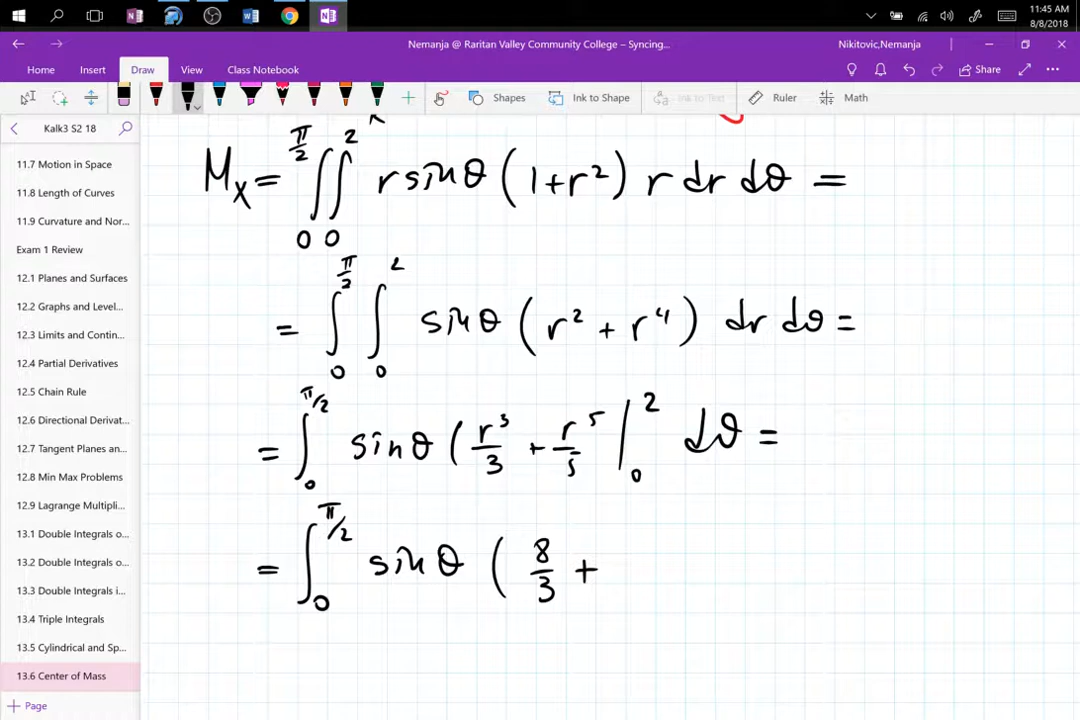 11:45 AM
8/8/2018
Nemanja @ Raritan Valley Community College – Syncing...
Nikitovic,Nemanja
Home Insert Draw View Class Notebook
Share
Shapes Ink to Shape Ink to Text Ruler Math
Kalk3 S2 18
11.7 Motion in Space
11.8 Length of Curves
11.9 Curvature and Nor...
Exam 1 Review
12.1 Planes and Surfaces
12.2 Graphs and Level...
12.3 Limits and Contin...
12.4 Partial Derivatives
12.5 Chain Rule
12.6 Directional Derivat...
12.7 Tangent Planes an...
12.8 Min Max Problems
12.9 Lagrange Multipli...
13.1 Double Integrals o...
13.2 Double Integrals o...
13.3 Double Integrals i...
13.4 Triple Integrals
13.5 Cylindrical and Sp...
13.6 Center of Mass
+ Page
Mx = ∫₀^{π/2} ∫₀^{2} r sinθ (1+r²) r dr dθ =
= ∫₀^{π/2} ∫₀^{2} sinθ (r² + r⁴) dr dθ =
= ∫₀^{π/2} sinθ (r³/3 + r⁵/5 |₀² dθ =
= ∫₀^{π/2} sinθ (8/3 +